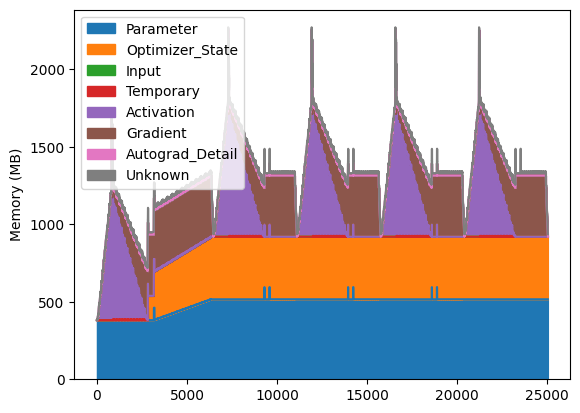 Memory (MB)
2000
1500
1000
500
0
Parameter
Optimizer_State
Input
Temporary
Activation
Gradient
Autograd_Detail
Unknown
0 5000 10000 15000 20000 25000